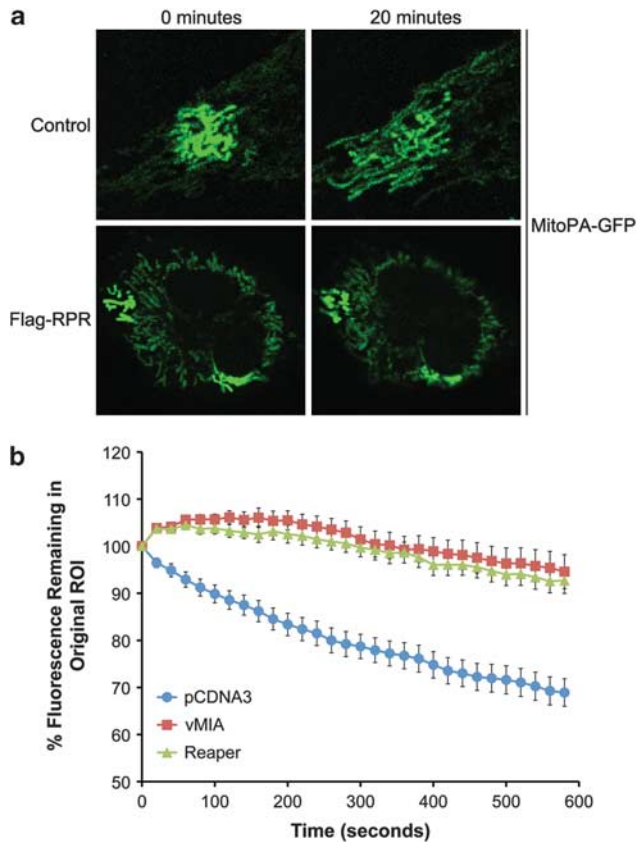 a
0 minutes
20 minutes
Control
Flag-RPR
MitoPA-GFP
b
% Fluorescence Remaining in
Original ROI
120
110
100
90
80
70
60
50
pCDNA3
vMIA
Reaper
0
100
200
300
400
500
600
Time (seconds)